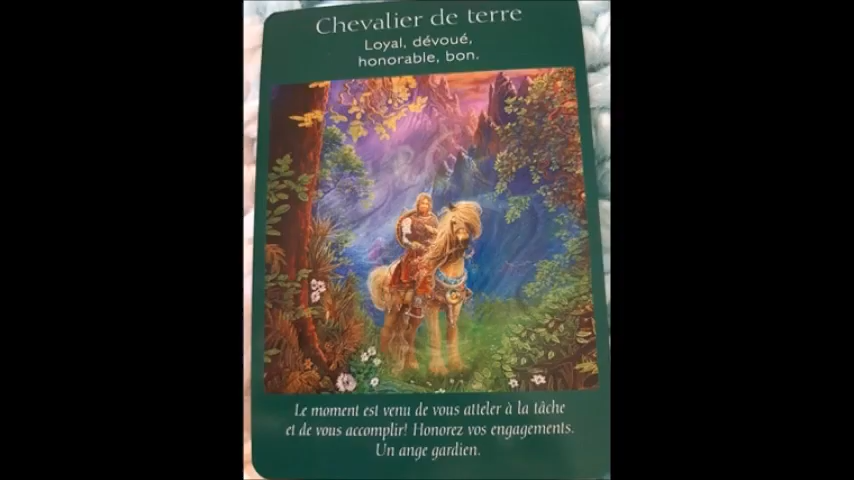 Chevalier de terre
Loyal, dévoué,
honorable, bon.
Le moment est venu de vous atteler à la tâche
et de vous accomplir! Honorez vos engagements.
Un ange gardien.